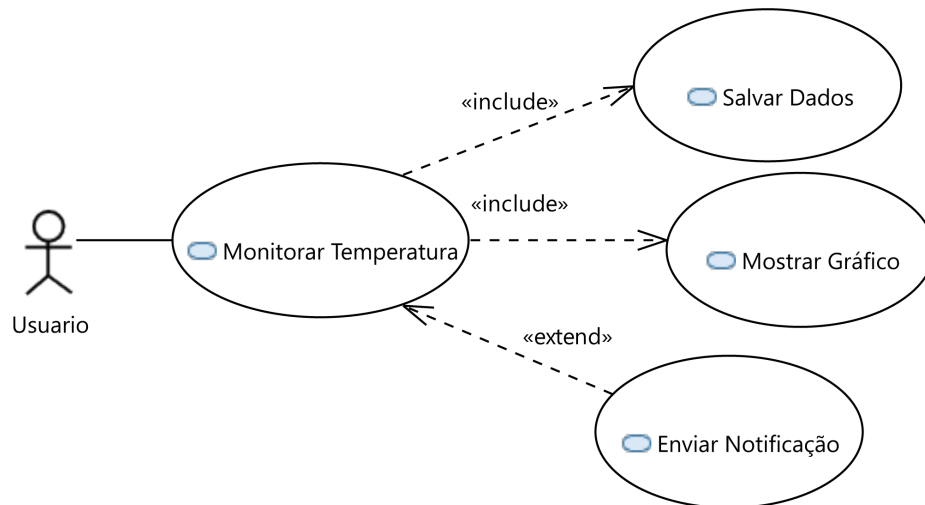 Salvar Dados
«include»
«include»
Monitorar Temperatura
Mostrar Gráfico
Usuario
«extend»
Enviar Notificação